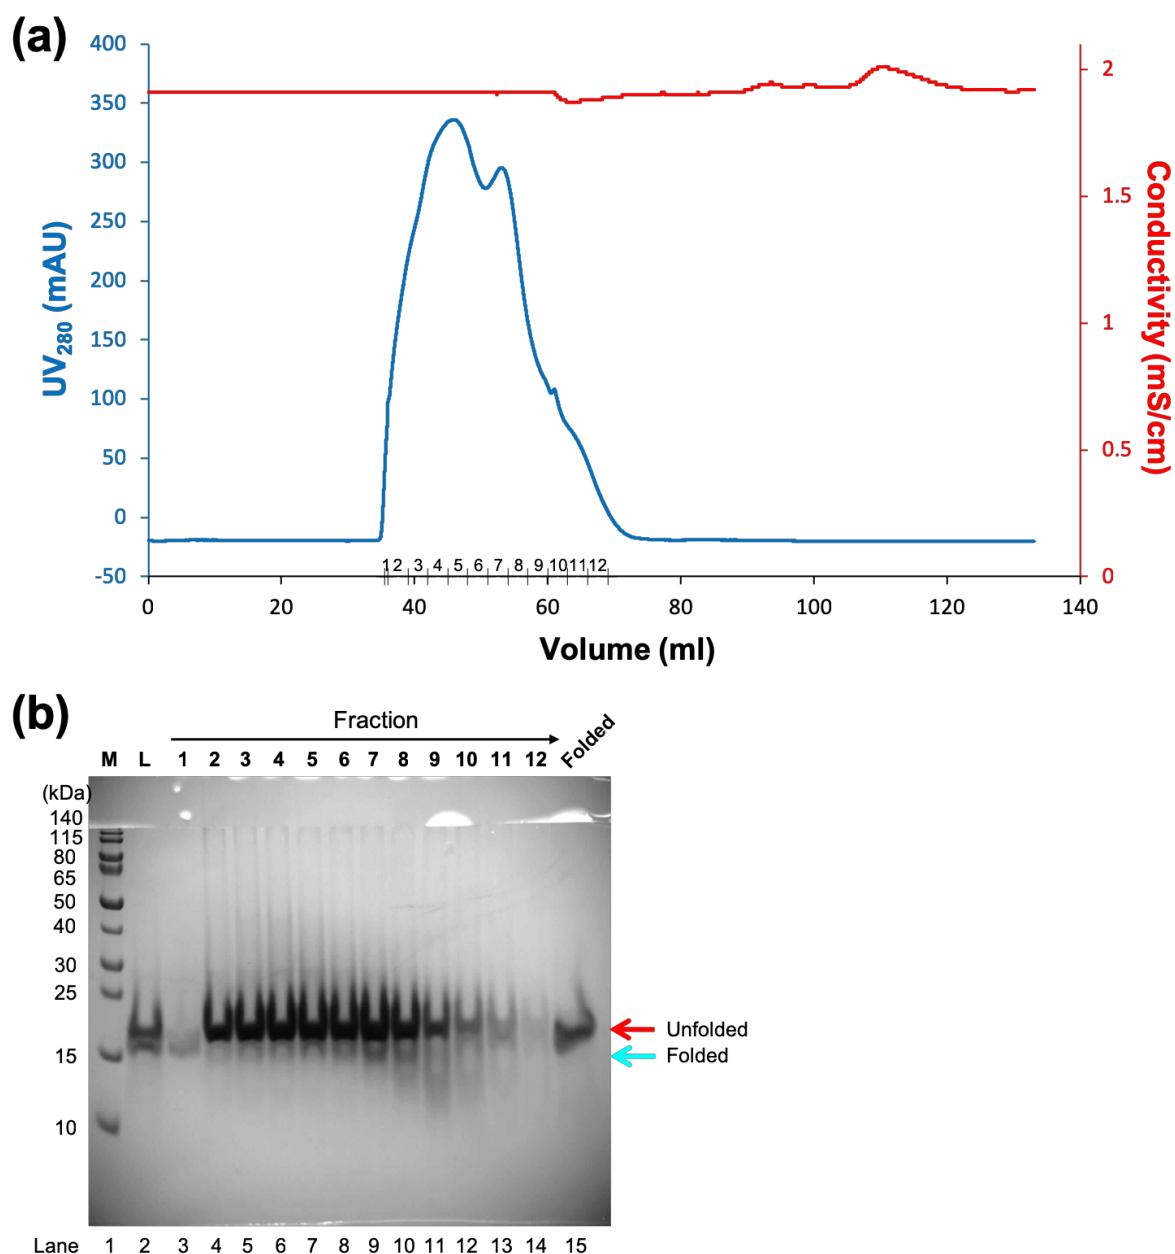 (a)
400
350
300
250
200
150
100
50
0
-50
UV280 (mAU)
2
1.5
1
0.5
0
Conductivity (mS/cm)
1 2 3 4 5 6 7 8 9 10 11 12
0 20 40 60 80 100 120 140
Volume (ml)
(b)
Fraction
M L 1 2 3 4 5 6 7 8 9 10 11 12 Folded
(kDa)
140
115
80
65
50
40
30
25
15
10
Unfolded
Folded
Lane 1 2 3 4 5 6 7 8 9 10 11 12 13 14 15